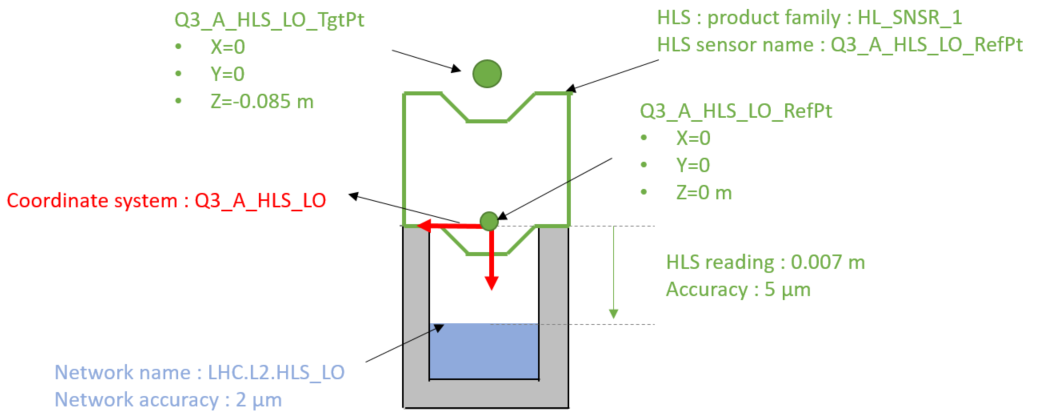 Q3_A_HLS_LO_TgtPt
• X=0
• Y=0
• Z=-0.085 m
HLS : product family : HL_SNSR_1
HLS sensor name : Q3_A_HLS_LO_RefPt
Q3_A_HLS_LO_RefPt
• X=0
• Y=0
• Z=0 m
Coordinate system : Q3_A_HLS_LO
HLS reading : 0.007 m
Accuracy : 5 µm
Network name : LHC.L2.HLS_LO
Network accuracy : 2 µm